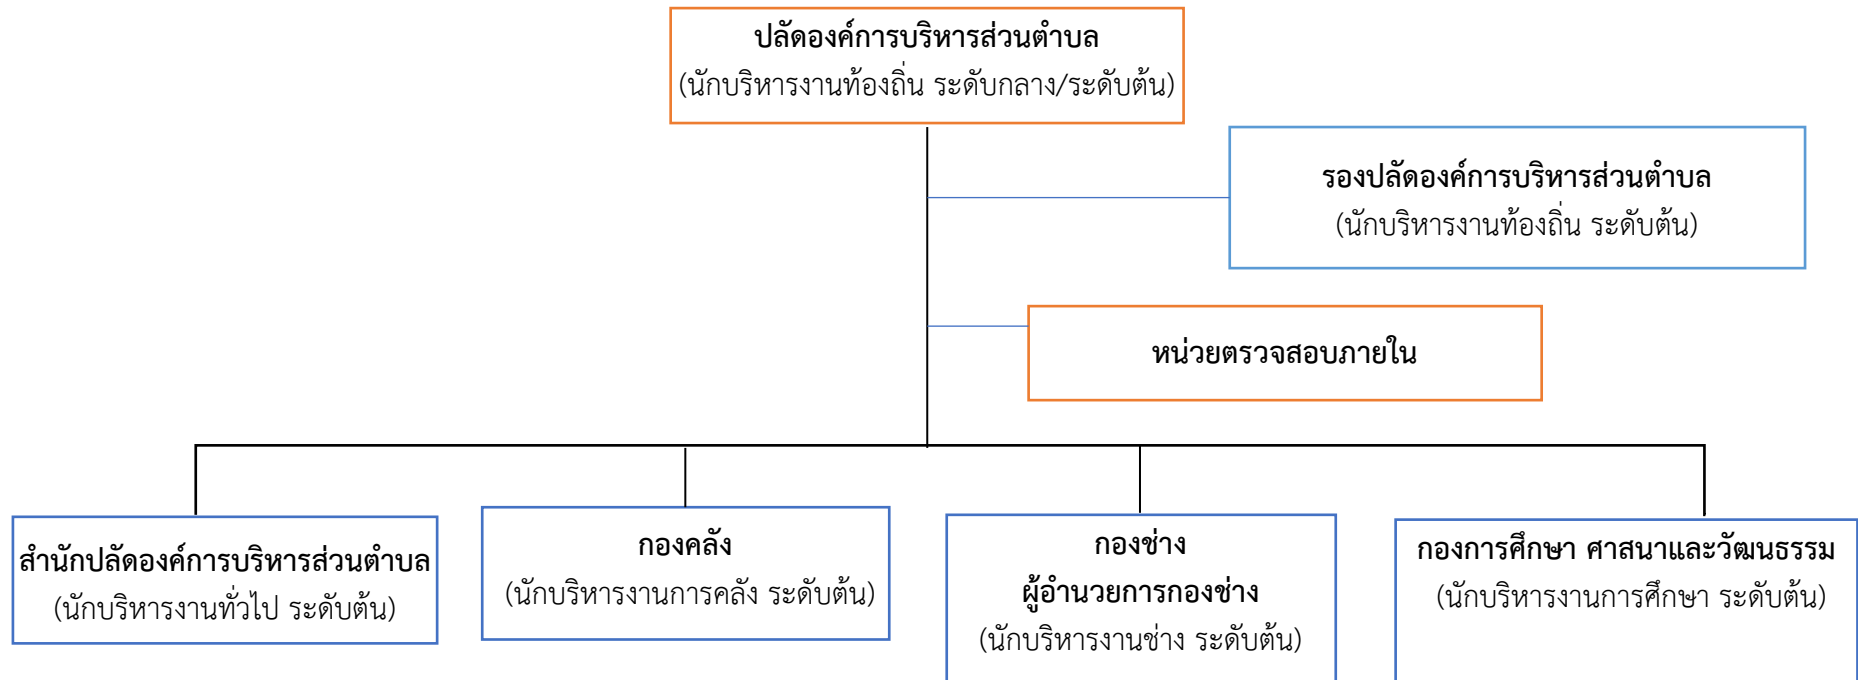 ปลัดองค์การบริหารส่วนตำบล
(นักบริหารงานท้องถิ่น ระดับกลาง/ระดับต้น)
รองปลัดองค์การบริหารส่วนตำบล
(นักบริหารงานท้องถิ่น ระดับต้น)
หน่วยตรวจสอบภายใน
สำนักปลัดองค์การบริหารส่วนตำบล
(นักบริหารงานทั่วไป ระดับต้น)
กองคลัง
(นักบริหารงานการคลัง ระดับต้น)
กองช่าง
ผู้อำนวยการกองช่าง
(นักบริหารงานช่าง ระดับต้น)
กองการศึกษา ศาสนาและวัฒนธรรม
(นักบริหารงานการศึกษา ระดับต้น)